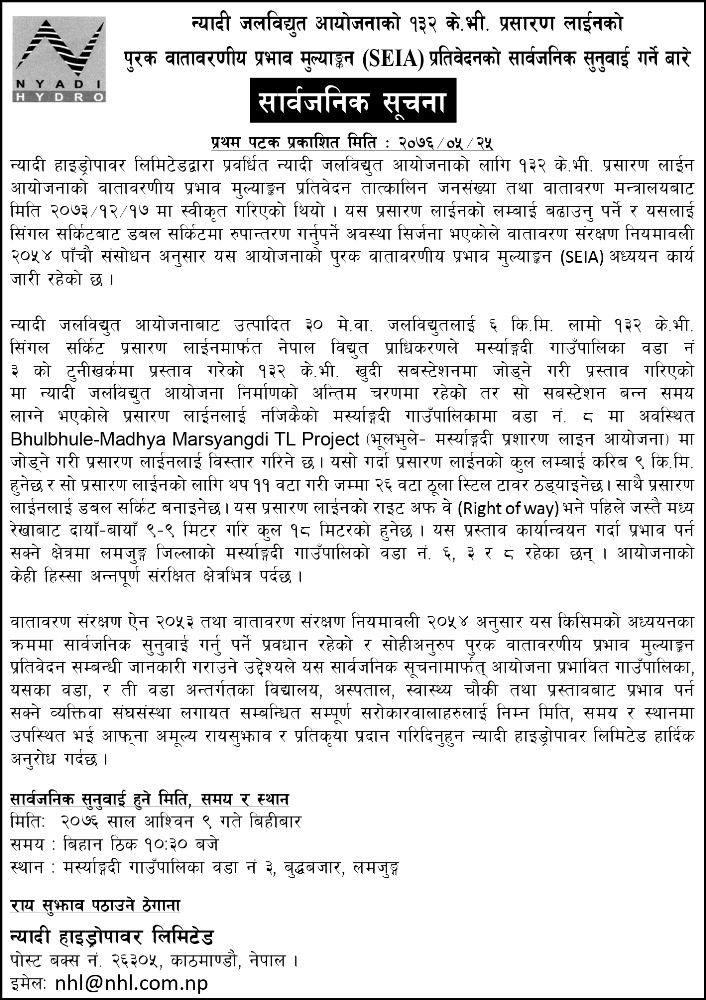 न्यादी जलविद्युत आयोजनाको १३२ के.भी. प्रसारण लाईनको
पुरक वातावरणीय प्रभाव मुल्याङ्कन (SEIA) प्रतिवेदनको सार्वजनिक सुनुवाई गर्ने बारे
NYADI
HYDRO
सार्वजनिक सूचना
प्रथम पटक प्रकाशित मिति : २०७६/०५/२५
न्यादी हाइड्रोपावर लिमिटेडद्वारा प्रवर्धित न्यादी जलविद्युत आयोजनाको लागि १३२ के.भी. प्रसारण लाईन
आयोजनाको वातावरणीय प्रभाव मुल्याङ्कन प्रतिवेदन तात्कालिन जनसंख्या तथा वातावरण मन्त्रालयबाट
मिति २०७३/१२/१७ मा स्वीकृत गरिएको थियो । यस प्रसारण लाईनको लम्बाई बढाउनु पर्ने र यसलाई
सिंगल सर्किटबाट डबल सर्किटमा रुपान्तरण गर्नुपर्ने अवस्था सिर्जना भएकोले वातावरण संरक्षण नियमावली
२०५४ पाँचौ संसोधन अनुसार यस आयोजनाको पुरक वातावरणीय प्रभाव मुल्याङ्कन (SEIA) अध्ययन कार्य
जारी रहेको छ ।
न्यादी जलविद्युत आयोजनाबाट उत्पादित ३० मे.वा. जलविद्युतलाई ६ कि.मि. लामो १३२ के.भी.
सिंगल सर्किट प्रसारण लाईनमार्फत नेपाल विद्युत प्राधिकरणले मर्स्याङ्गदी गाउँपालिका वडा नं
३ को टुनीखर्कमा प्रस्ताव गरेको १३२ के.भी. खुदी सबस्टेशनमा जोड्ने गरी प्रस्ताव गरिएको
मा न्यादी जलविद्युत आयोजना निर्माणको अन्तिम चरणमा रहेको तर सो सबस्टेशन बन्न समय
लाग्ने भएकोले प्रसारण लाईनलाई नजिकैको मर्स्याङ्गदी गाउँपालिकामा वडा नं. ८ मा अवस्थित
Bhulbhule-Madhya Marsyangdi TL Project (भूलभुले- मर्स्याङ्गदी प्रशारण लाइन आयोजना) मा
जोड्ने गरी प्रसारण लाईनलाई विस्तार गरिने छ । यसो गर्दा प्रसारण लाईनको कुल लम्बाई करिब ९ कि.मि.
हुनेछ र सो प्रसारण लाईनको लागि थप ११ वटा गरी जम्मा २६ वटा ठूला स्टिल टावर ठड्याइनेछ । साथै प्रसारण
लाईनलाई डबल सर्किट बनाइनेछ । यस प्रसारण लाईनको राइट अफ वे (Right of way) भने पहिले जस्तै मध्य
रेखाबाट दायाँ-बायाँ ९-९ मिटर गरि कुल १८ मिटरको हुनेछ । यस प्रस्ताव कार्यान्वयन गर्दा प्रभाव पर्न
सक्ने क्षेत्रमा लमजुङ्ग जिल्लाको मर्स्याङ्गदी गाउँपालिको वडा नं. ६, ३ र ८ रहेका छन् । आयोजनाको
केही हिस्सा अन्नपूर्ण संरक्षित क्षेत्रभित्र पर्दछ ।
वातावरण संरक्षण ऐन २०५३ तथा वातावरण संरक्षण नियमावली २०५४ अनुसार यस किसिमको अध्ययनका
क्रममा सार्वजनिक सुनुवाई गर्नु पर्ने प्रवधान रहेको र सोहीअनुरुप पुरक वातावरणीय प्रभाव मुल्याङ्कन
प्रतिवेदन सम्बन्धी जानकारी गराउने उद्देश्यले यस सार्वजनिक सूचनामार्फत् आयोजना प्रभावित गाउँपालिका,
यसका वडा, र ती वडा अन्तर्गतका विद्यालय, अस्पताल, स्वास्थ्य चौकी तथा प्रस्तावबाट प्रभाव पर्न
सक्ने व्यक्तिवा संघसंस्था लगायत सम्बन्धित सम्पूर्ण सरोकारवालाहरुलाई निम्न मिति, समय र स्थानमा
उपस्थित भई आफ्ना अमूल्य रायसुझाव र प्रतिकृया प्रदान गरिदिनुहुन न्यादी हाइड्रोपावर लिमिटेड हार्दिक
अनुरोध गर्दछ ।
सार्वजनिक सुनुवाई हुने मिति, समय र स्थान
मिति: २०७६ साल आश्विन ९ गते बिहीबार
समय : बिहान ठिक १०:३० बजे
स्थान : मर्स्याङ्गदी गाउँपालिका वडा नं ३, बुद्धबजार, लमजुङ्ग
राय सुझाव पठाउने ठेगाना
न्यादी हाइड्रोपावर लिमिटेड
पोस्ट बक्स नं. २६३०५, काठमाण्डौ, नेपाल ।
इमेल: nhl@nhl.com.np